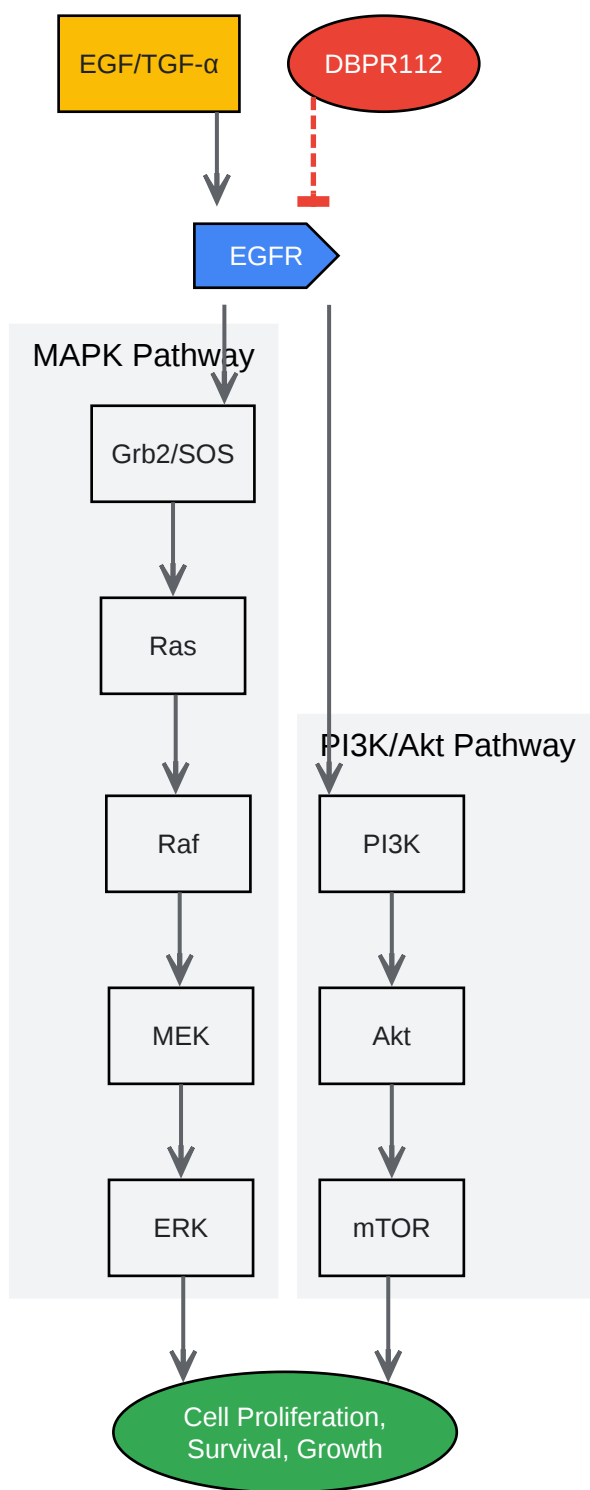 EGF/TGF-α
DBPR112
EGFR
MAPK Pathway
Grb2/SOS
Ras
Raf
MEK
ERK
PI3K/Akt Pathway
PI3K
Akt
mTOR
Cell Proliferation,
Survival, Growth